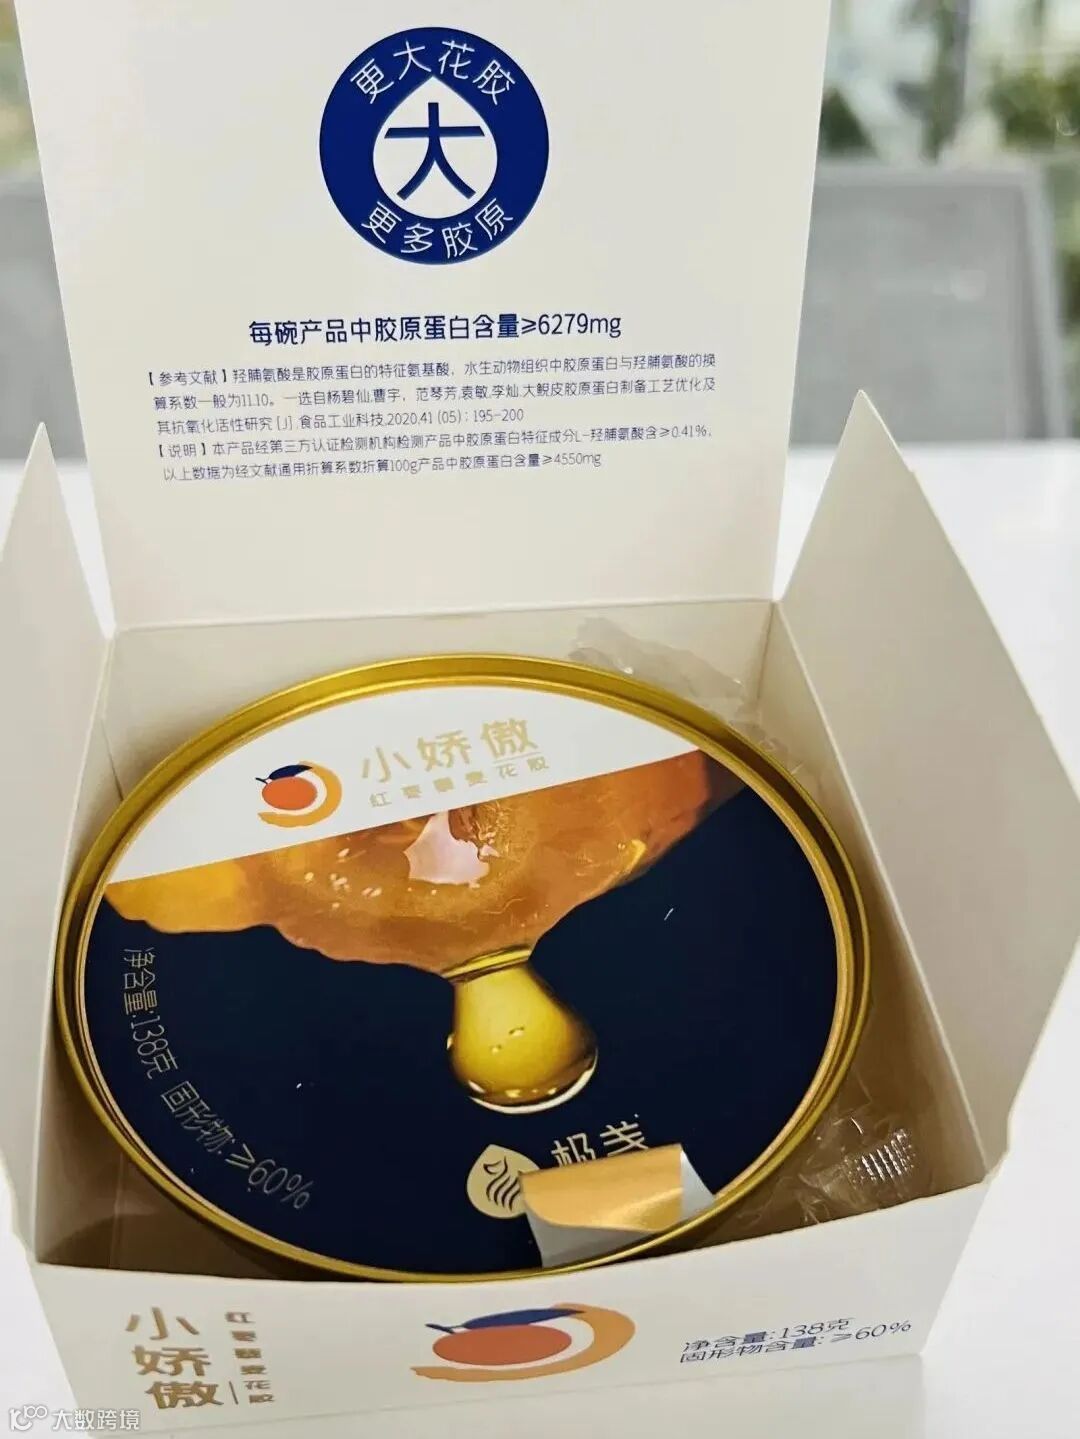 更大花胶
大
更多胶原
每碗产品中胶原蛋白含量≥6279mg
【参考文献】羟脯氨酸是胶原蛋白的特征氨基酸，水生动物组织中胶原蛋白与羟脯氨酸的换
算系数一般为11.10。一选自杨碧仙,曹宇，范琴芳,袁敏,李灿,大鲵皮胶原蛋白制备工艺优化及
其抗氧化活性研究[J],食品工业科技,2020,41(05)：195-200
【说明】本产品经第三方认证检测机构检测产品中胶原蛋白特征成分L-羟脯氨酸含≥0.41%，
以上数据为经文献通用折算系数折算100g产品中胶原蛋白含量≥4550mg
小娇傲
红枣藜麦花胶
净含量:138克 固形物:≥60%
极盏
小娇傲
红枣藜麦花胶
净含量:138克
固形物含量:≥60%
大数跨境